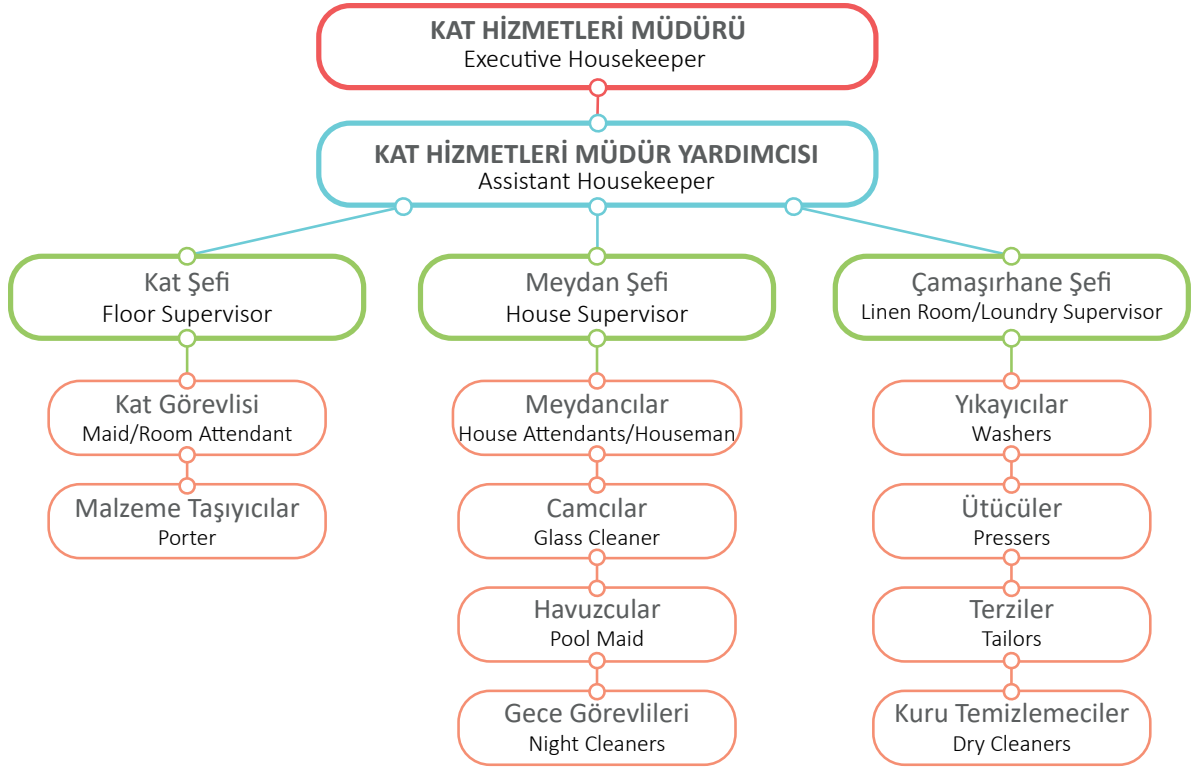 KAT HİZMETLERİ MÜDÜRÜ
Executive Housekeeper
KAT HİZMETLERİ MÜDÜR YARDIMCISI
Assistant Housekeeper
Kat Şefi
Floor Supervisor
Kat Görevlisi
Maid/Room Attendant
Malzeme Taşıyıcılar
Porter
Meydan Şefi
House Supervisor
Meydancılar
House Attendants/Houseman
Camcılar
Glass Cleaner
Havuzcular
Pool Maid
Gece Görevlileri
Night Cleaners
Çamaşırhane Şefi
Linen Room/Loundry Supervisor
Yıkayıcılar
Washers
Ütücüler
Pressers
Terziler
Tailors
Kuru Temizlemeciler
Dry Cleaners